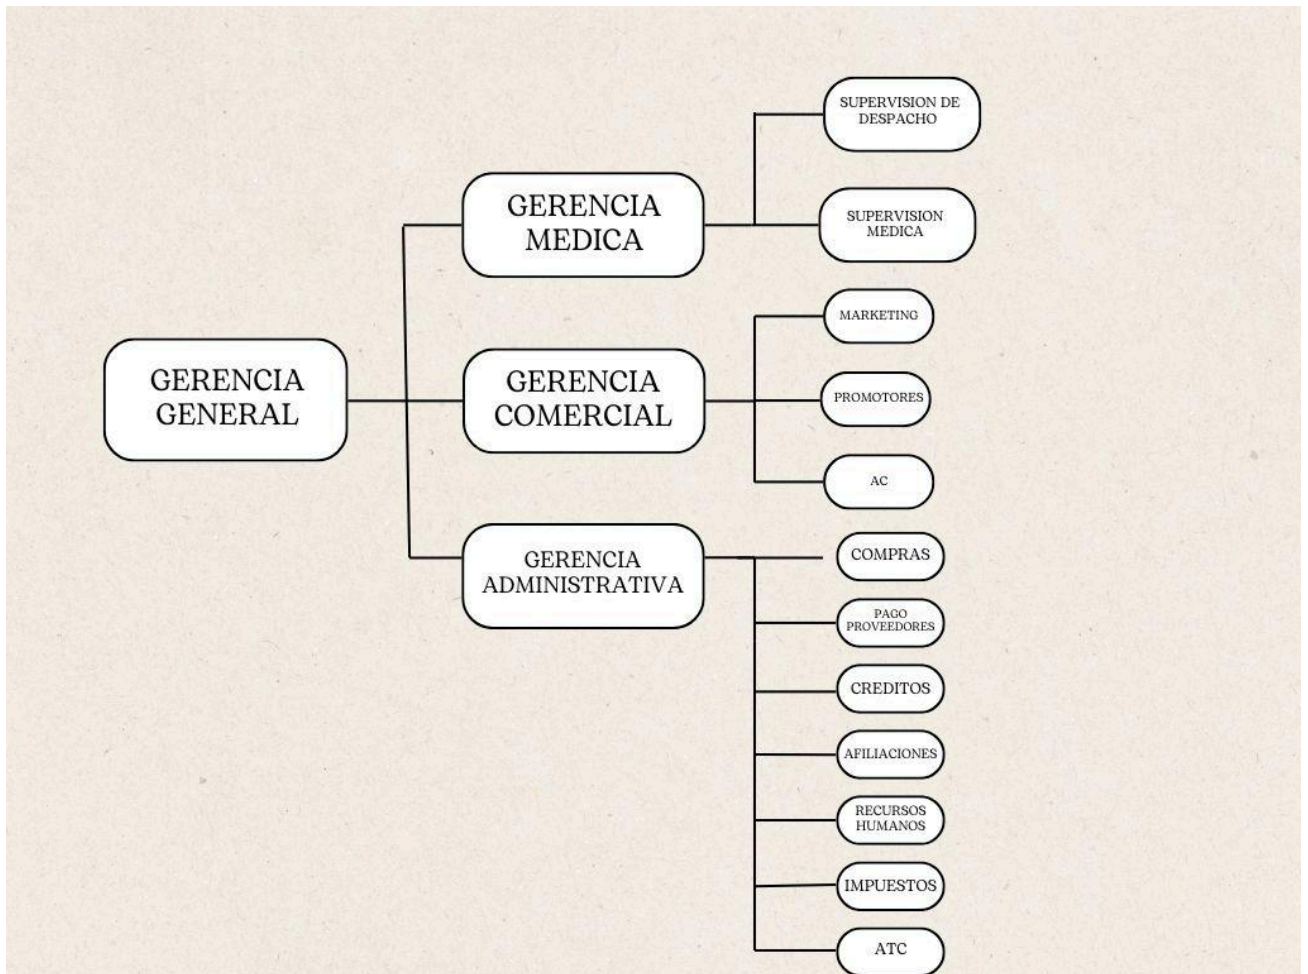 GERENCIA
GENERAL
GERENCIA
MEDICA
SUPERVISION DE
DESPACHO
SUPERVISION
MEDICA
GERENCIA
COMERCIAL
MARKETING
PROMOTORES
AC
GERENCIA
ADMINISTRATIVA
COMPRAS
PAGO
PROVEEDORES
CREDITOS
AFILIACIONES
RECURSOS
HUMANOS
IMPUESTOS
ATC